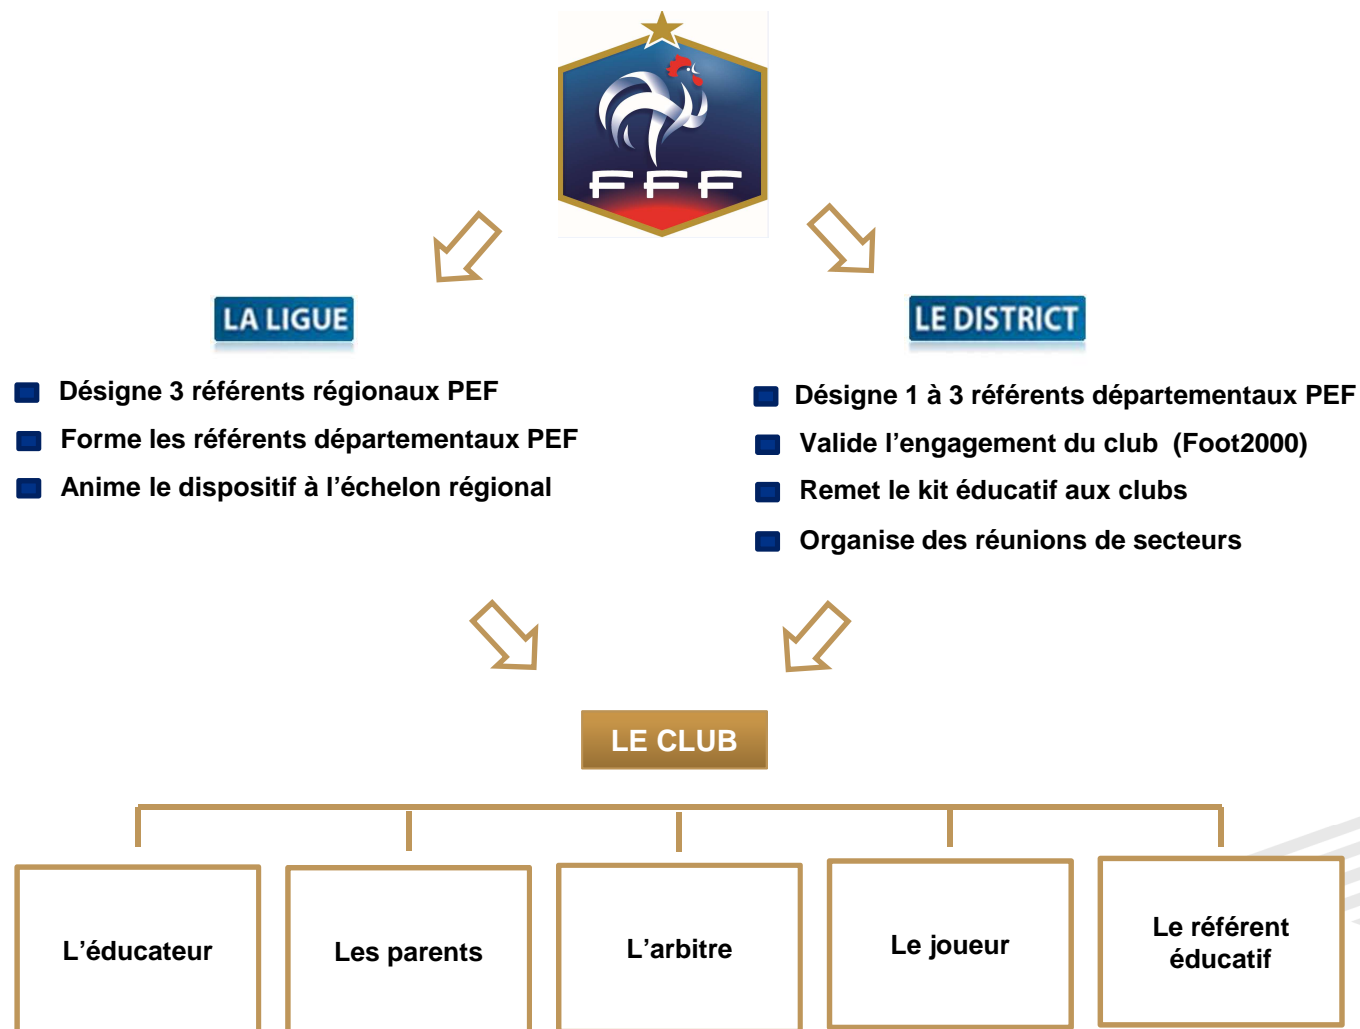 FFF
LA LIGUE
Désigne 3 référents régionaux PEF
Forme les référents départementaux PEF
Anime le dispositif à l’échelon régional
LE DISTRICT
Désigne 1 à 3 référents départementaux PEF
Valide l’engagement du club (Foot2000)
Remet le kit éducatif aux clubs
Organise des réunions de secteurs
LE CLUB
L’éducateur
Les parents
L’arbitre
Le joueur
Le référent
éducatif